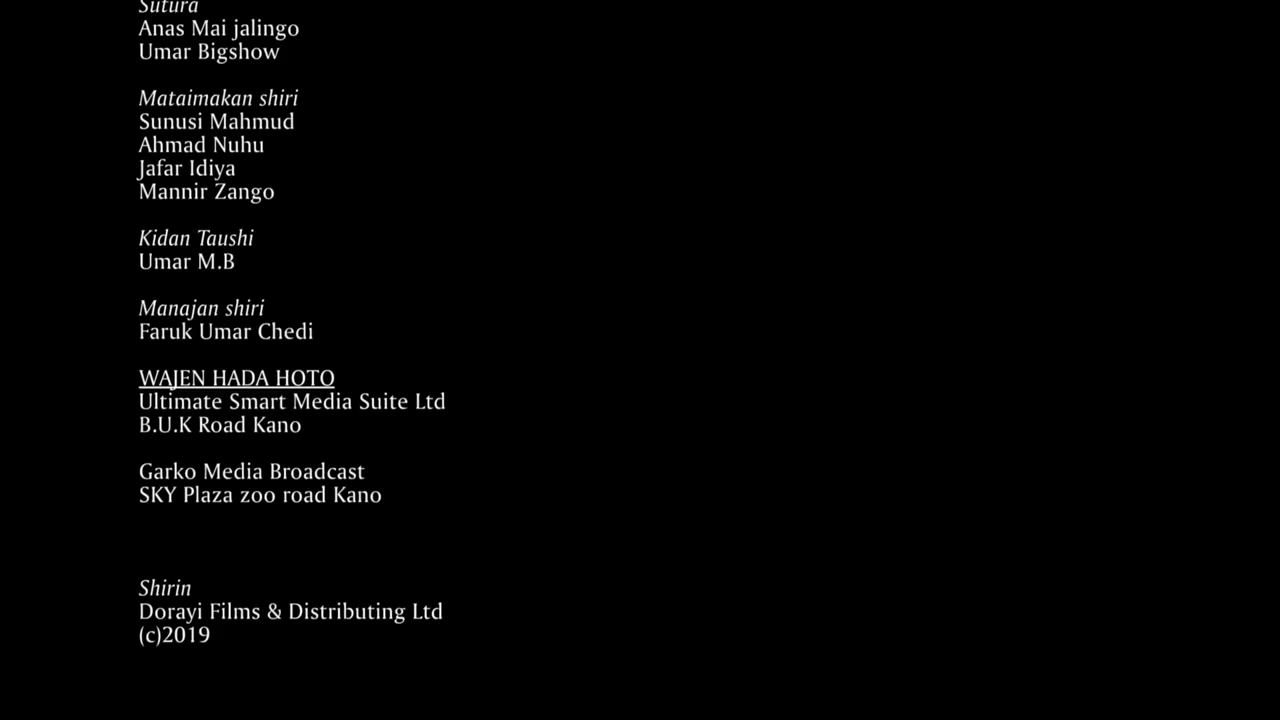 Sutura
Anas Mai jalingo
Umar Bigshow
Mataimakan shiri
Sunusi Mahmud
Ahmad Nuhu
Jafar Idiya
Mannir Zango
Kidan Taushi
Umar M.B
Manajan shiri
Faruk Umar Chedi
WAJEN HADA HOTO
Ultimate Smart Media Suite Ltd
B.U.K Road Kano
Garko Media Broadcast
SKY Plaza zoo road Kano
Shirin
Dorayi Films & Distributing Ltd
(c)2019